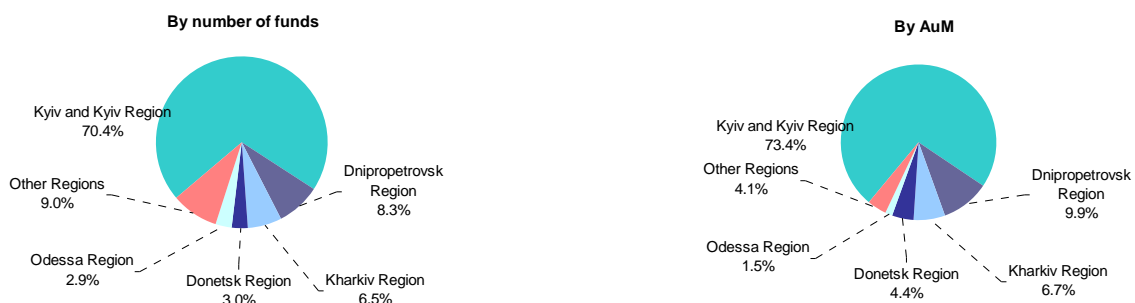 By number of funds
Kyiv and Kyiv Region
70.4%
Dnipropetrovsk
Region
8.3%
Other Regions
9.0%
Odessa Region
2.9%
Donetsk Region
3.0%
Kharkiv Region
6.5%
By AuM
Kyiv and Kyiv Region
73.4%
Other Regions
4.1%
Dnipropetrovsk
Region
9.9%
Odessa Region
1.5%
Donetsk Region
4.4%
Kharkiv Region
6.7%